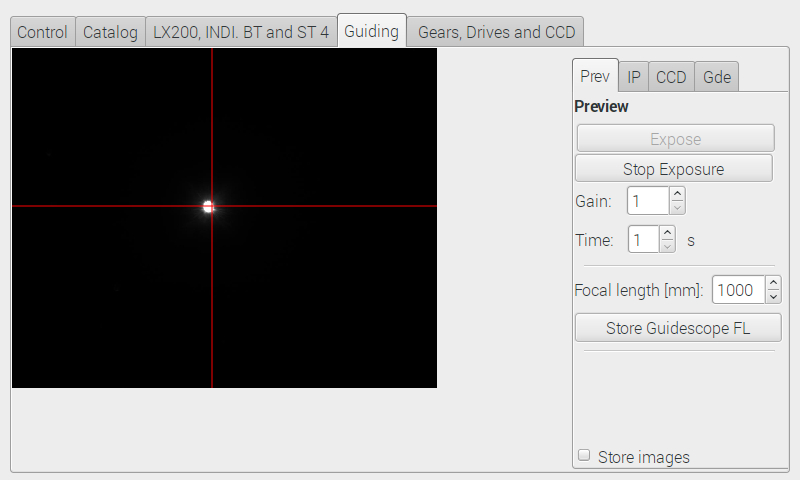 Control Catalog LX200, INDI. BT and ST 4 Guiding Gears, Drives and CCD
Prev IP CCD Gde
Preview
Expose
Stop Exposure
Gain: 1
Time: 1 s
Focal length [mm]: 1000
Store Guidescope FL
Store images